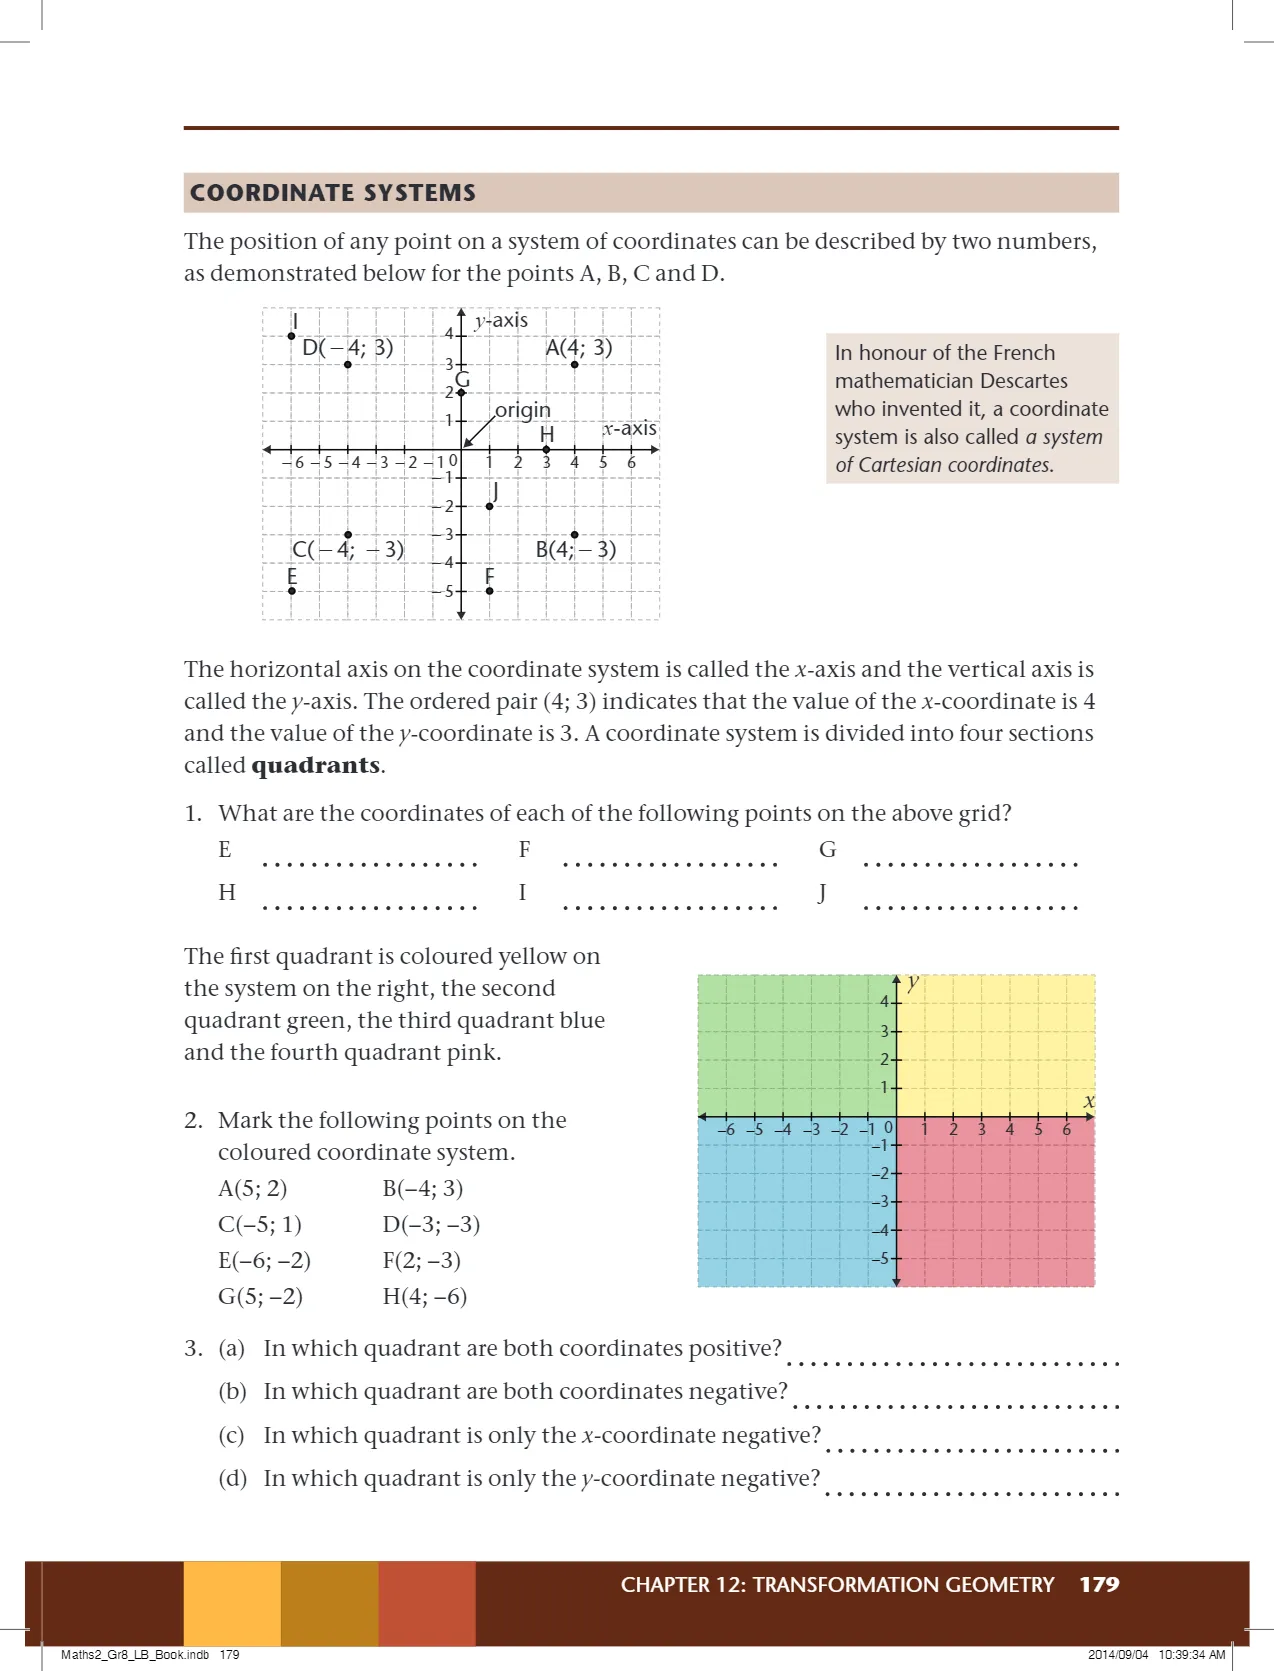 COORDINATE SYSTEMS
The position of any point on a system of coordinates can be described by two numbers,
as demonstrated below for the points A, B, C and D.
I
y-axis
4
D(– 4; 3)
A(4; 3)
3
G
2
origin
1
H
x-axis
– 6 – 5 – 4 – 3 – 2 – 1 0 1 2 3 4 5 6
– 1
J
– 2
– 3
C(– 4; – 3)
B(4; – 3)
– 4
E
F
– 5
In honour of the French
mathematician Descartes
who invented it, a coordinate
system is also called a system
of Cartesian coordinates.
The horizontal axis on the coordinate system is called the x-axis and the vertical axis is
called the y-axis. The ordered pair (4; 3) indicates that the value of the x-coordinate is 4
and the value of the y-coordinate is 3. A coordinate system is divided into four sections
called quadrants.
1. What are the coordinates of each of the following points on the above grid?
E F G
H I J
The first quadrant is coloured yellow on
the system on the right, the second
quadrant green, the third quadrant blue
and the fourth quadrant pink.
2. Mark the following points on the
coloured coordinate system.
A(5; 2) B(–4; 3)
C(–5; 1) D(–3; –3)
E(–6; –2) F(2; –3)
G(5; –2) H(4; –6)
y
4
3
2
1
x
–6 –5 –4 –3 –2 –1 0 1 2 3 4 5 6
–1
–2
–3
–4
–5
3. (a) In which quadrant are both coordinates positive?
(b) In which quadrant are both coordinates negative?
(c) In which quadrant is only the x-coordinate negative?
(d) In which quadrant is only the y-coordinate negative?
CHAPTER 12: TRANSFORMATION GEOMETRY 179
Maths2_Gr8_LB_Book.indb 179
2014/09/04 10:39:34 AM